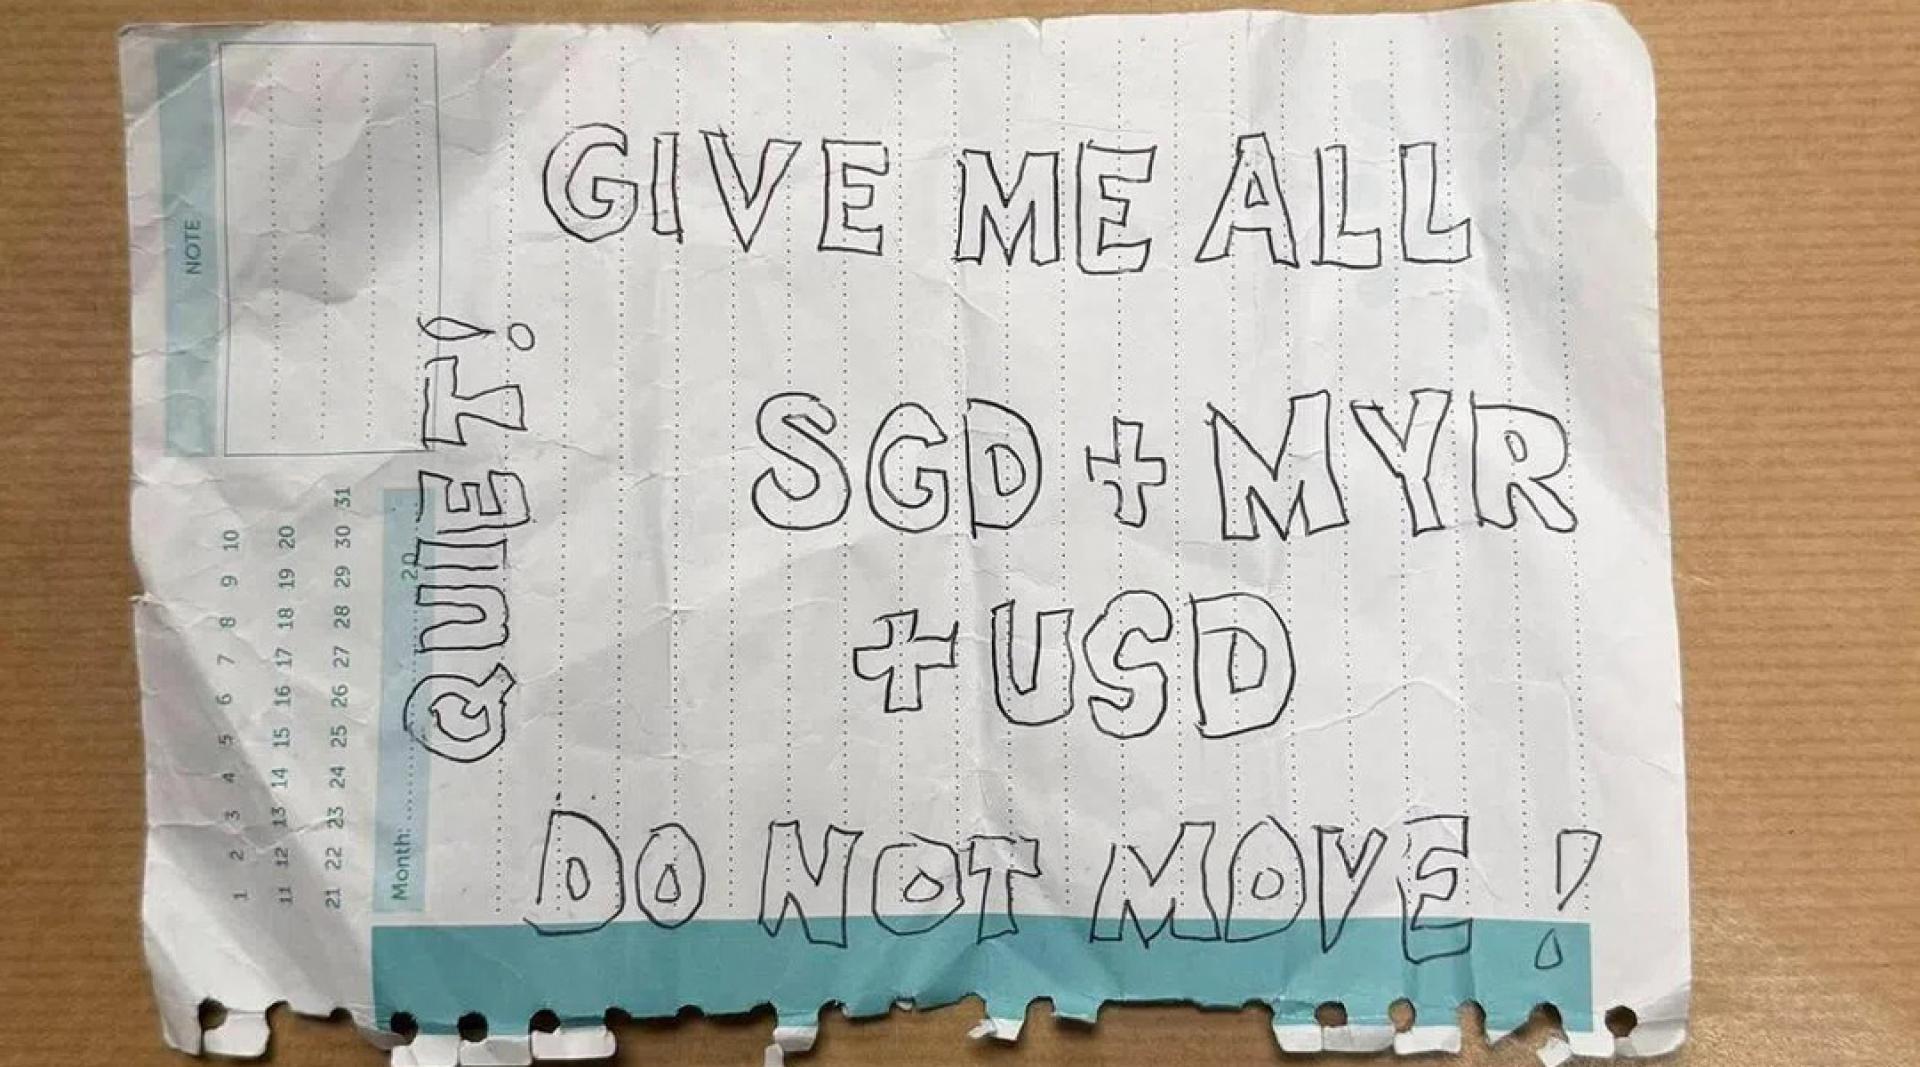 GIVE ME ALL
SGD + MYR
+ USD
DO NOT MOVE!
QUIET!
NOTE
1 2 3 4 5 6 7 8 9 10
11 12 13 14 15 16 17 18 19 20
21 22 23 24 25 26 27 28 29 30 31
Month: .......... 20